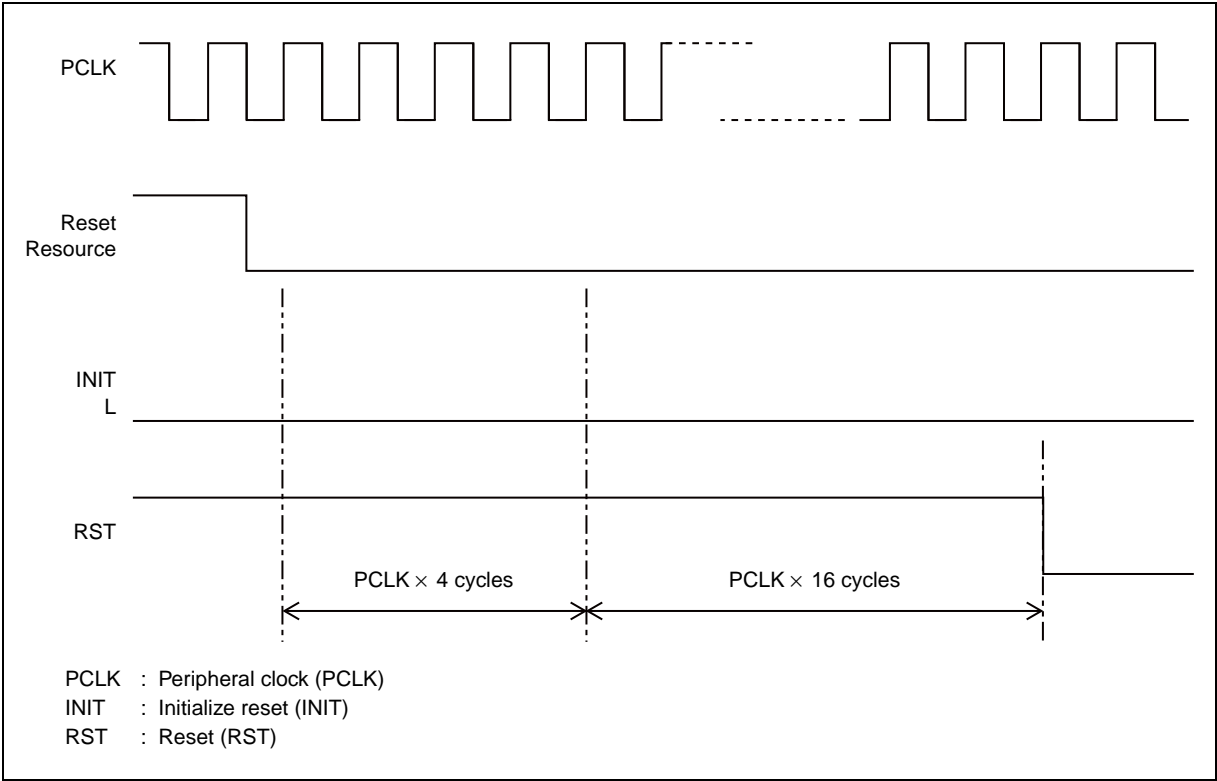 PCLK
Reset
Resource
INIT
L
RST
PCLK × 4 cycles
PCLK × 16 cycles
PCLK : Peripheral clock (PCLK)
INIT : Initialize reset (INIT)
RST : Reset (RST)